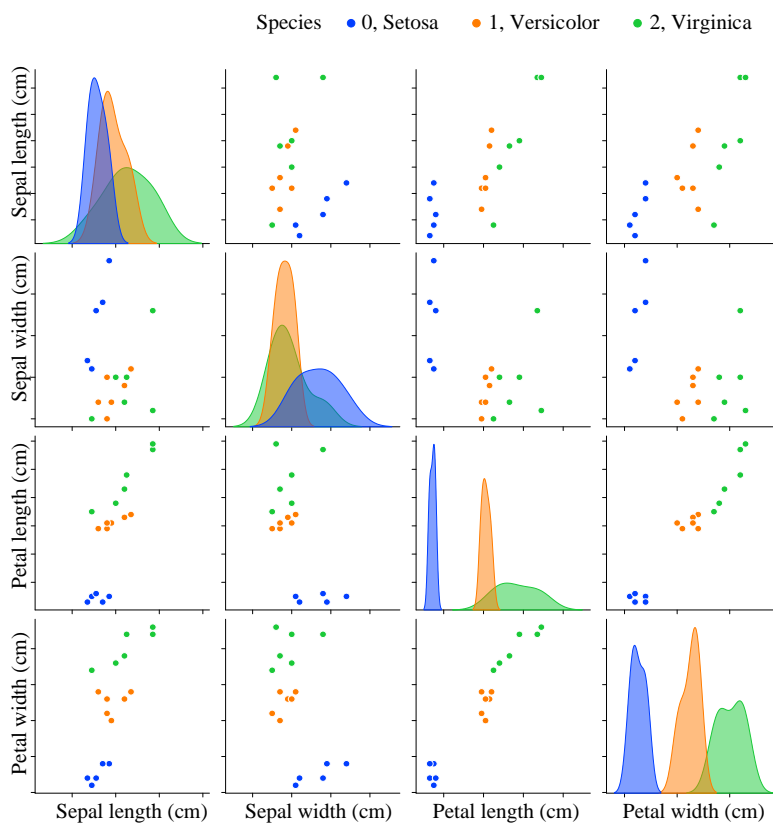 Species 0, Setosa 1, Versicolor 2, Virginica
Sepal length (cm)
Sepal width (cm)
Petal length (cm)
Petal width (cm)
Sepal length (cm) Sepal width (cm) Petal length (cm) Petal width (cm)